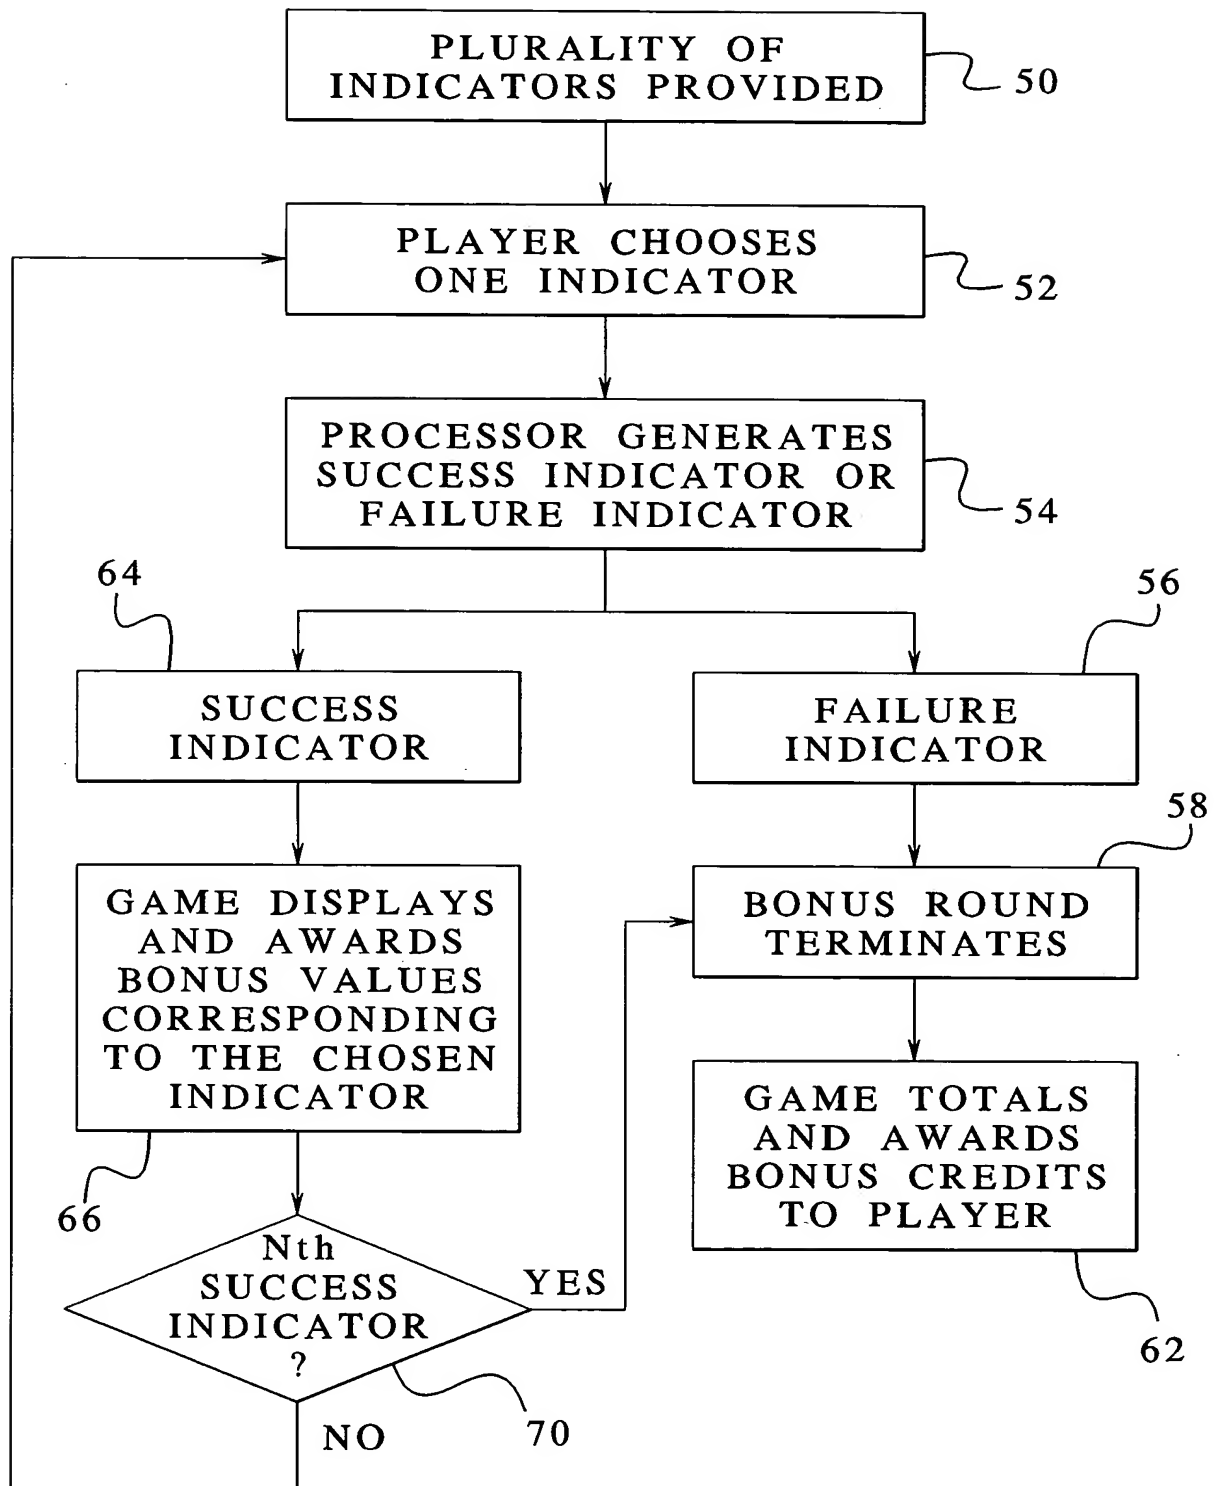 PLURALITY OF
INDICATORS PROVIDED
50
PLAYER CHOOSES
ONE INDICATOR
52
PROCESSOR GENERATES
SUCCESS INDICATOR OR
FAILURE INDICATOR
54
64
56
SUCCESS
INDICATOR
FAILURE
INDICATOR
58
GAME DISPLAYS
AND AWARDS
BONUS VALUES
CORRESPONDING
TO THE CHOSEN
INDICATOR
66
BONUS ROUND
TERMINATES
GAME TOTALS
AND AWARDS
BONUS CREDITS
TO PLAYER
62
Nth
SUCCESS
INDICATOR
?
YES
70
NO